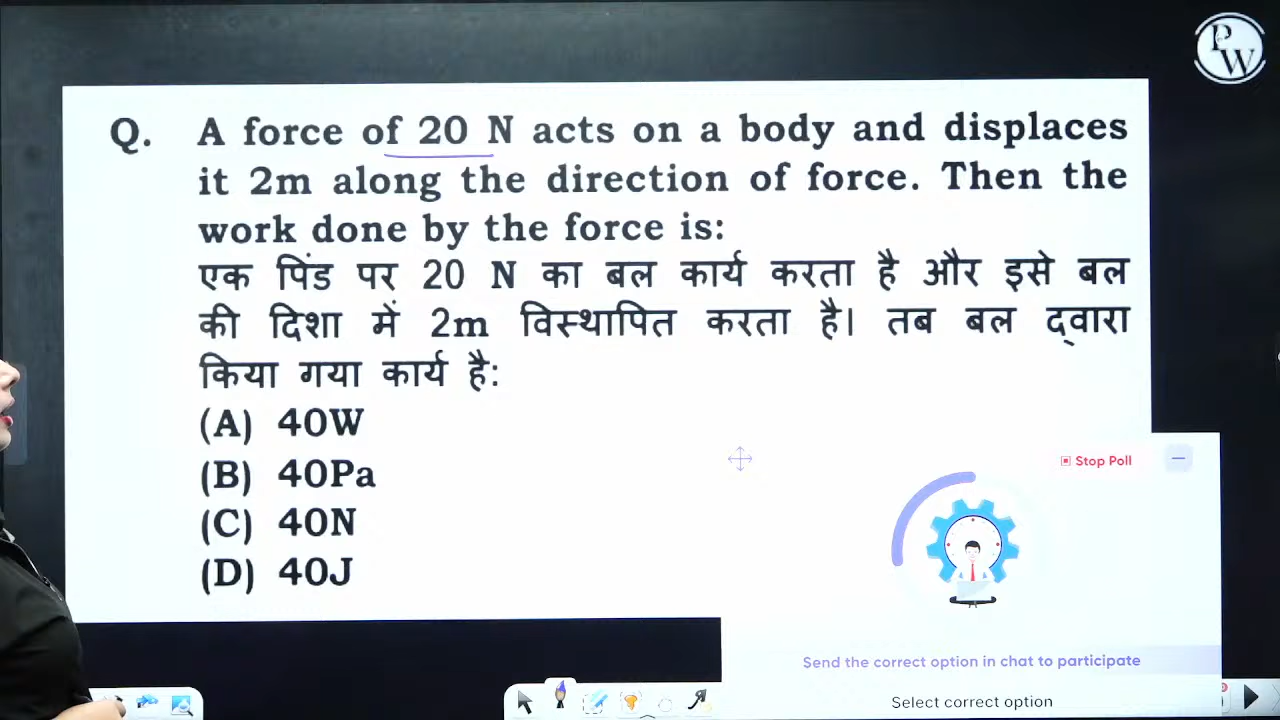 PW
Q. A force of 20 N acts on a body and displaces
it 2m along the direction of force. Then the
work done by the force is:
एक पिंड पर 20 N का बल कार्य करता है और इसे बल
की दिशा में 2m विस्थापित करता है। तब बल द्वारा
किया गया कार्य है:
(A) 40W
(B) 40Pa
(C) 40N
(D) 40J
Stop Poll
Send the correct option in chat to participate
Select correct option